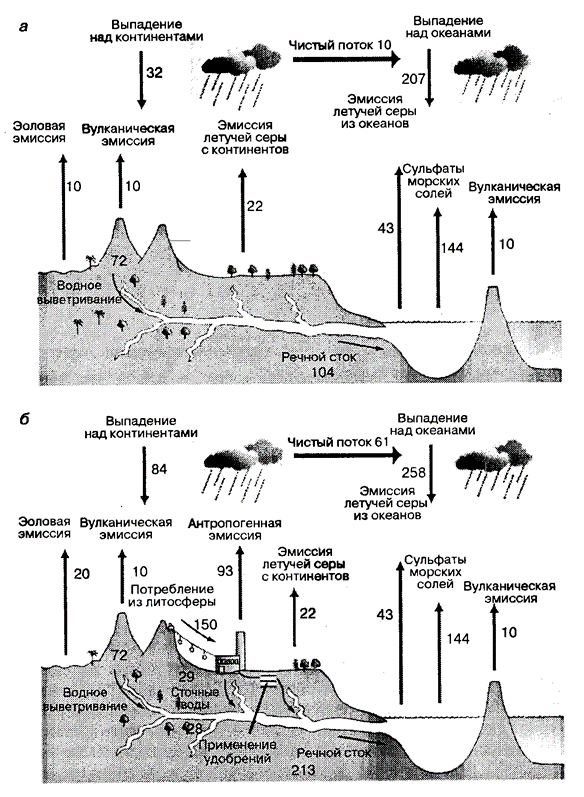 а
Выпадение
над континентами
32
Чистый поток 10
Выпадение
над океанами
207
Эмиссия
летучей серы
из океанов
Эоловая
эмиссия
10
Вулканическая
эмиссия
10
Эмиссия
летучей серы
с континентов
22
Сульфаты
морских
солей
43
144
Вулканическая
эмиссия
10
72
Водное
выветривание
Речной сток
104
б
Выпадение
над континентами
84
Чистый поток 61
Выпадение
над океанами
258
Эмиссия
летучей серы
из океанов
Эоловая
эмиссия
20
Вулканическая
эмиссия
10
Антропогенная
эмиссия
93
Потребление
из литосферы
150
Эмиссия
летучей серы
с континентов
22
Сульфаты
морских
солей
43
144
Вулканическая
эмиссия
10
72
Водное
выветривание
29
Сточные
воды
28
Применение
удобрений
Речной сток
213